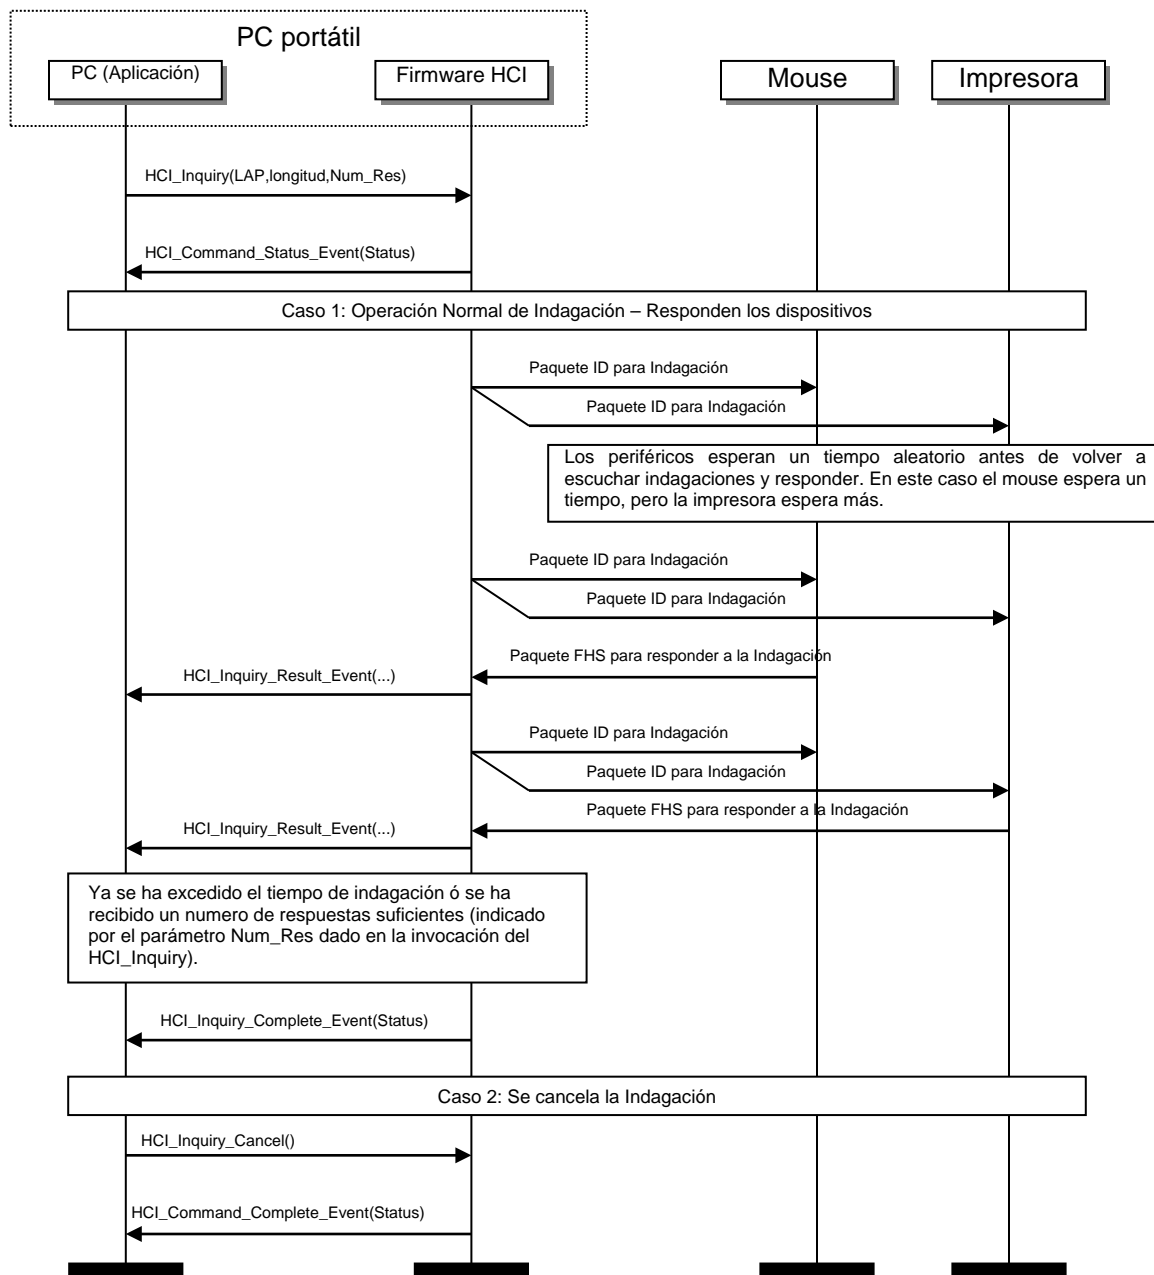 PC portátil
PC (Aplicación)
Firmware HCI
Mouse
Impresora
HCI_Inquiry(LAP,longitud,Num_Res)
HCI_Command_Status_Event(Status)
Caso 1: Operación Normal de Indagación – Responden los dispositivos
Paquete ID para Indagación
Paquete ID para Indagación
Los periféricos esperan un tiempo aleatorio antes de volver a
escuchar indagaciones y responder. En este caso el mouse espera un
tiempo, pero la impresora espera más.
Paquete ID para Indagación
Paquete ID para Indagación
Paquete FHS para responder a la Indagación
HCI_Inquiry_Result_Event(...)
Paquete ID para Indagación
Paquete ID para Indagación
Paquete FHS para responder a la Indagación
HCI_Inquiry_Result_Event(...)
Ya se ha excedido el tiempo de indagación ó se ha
recibido un numero de respuestas suficientes (indicado
por el parámetro Num_Res dado en la invocación del
HCI_Inquiry).
HCI_Inquiry_Complete_Event(Status)
Caso 2: Se cancela la Indagación
HCI_Inquiry_Cancel()
HCI_Command_Complete_Event(Status)